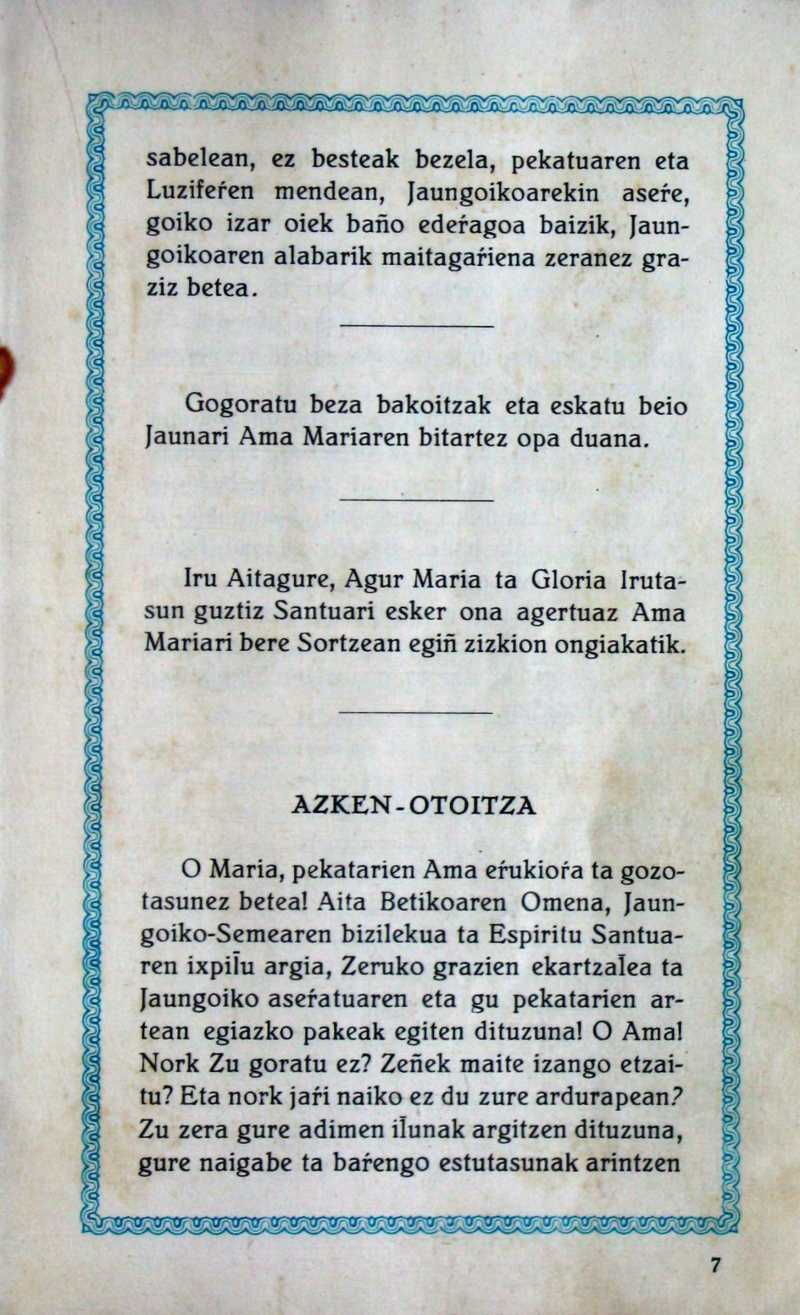 sabelean, ez besteak bezela, pekatuaren eta
Luzifeŕen mendean, Jaungoikoarekin aseŕe,
goiko izar oiek baño edeŕagoa baizik, Jaun-
goikoaren alabarik maitagaŕiena zeranez gra-
ziz betea.
Gogoratu beza bakoitzak eta eskatu beio
Jaunari Ama Mariaren bitartez opa duana.
Iru Aitagure, Agur Maria ta Gloria Iruta-
sun guztiz Santuari esker ona agertuaz Ama
Mariari bere Sortzean egiñ zizkion ongiakatik.
AZKEN-OTOITZA
O Maria, pekatarien Ama eŕukioŕa ta gozo-
tasunez betea! Aita Betikoaren Omena, Jaun-
goiko-Semearen bizilekua ta Espiritu Santua-
ren ixpil̄u argia, Zeruko grazien ekartzal̄ea ta
Jaungoiko aseŕatuaren eta gu pekatarien ar-
tean egiazko pakeak egiten dituzuna! O Ama!
Nork Zu goratu ez? Zeñek maite izango etzai-
tu? Eta nork jaŕi naiko ez du zure ardurapean?
Zu zera gure adimen il̄unak argitzen dituzuna,
gure naigabe ta baŕengo estutasunak arintzen
7